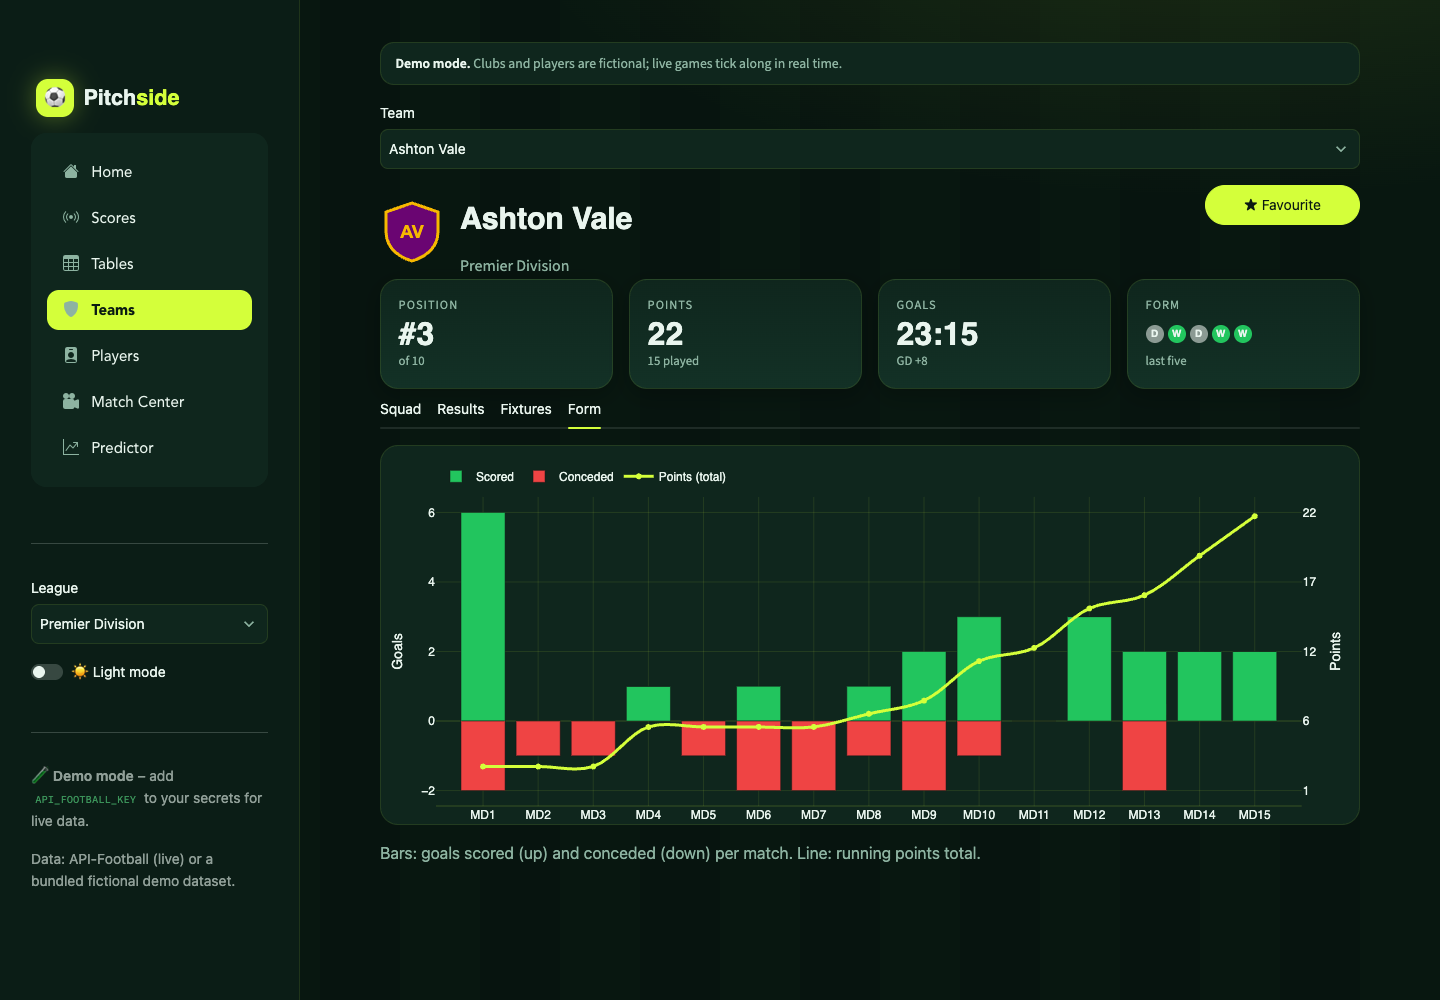 Pitchside
Home
Scores
Tables
Teams
Players
Match Center
Predictor
League
Premier Division
Light mode
Demo mode – add
API_FOOTBALL_KEY to your secrets for
live data.
Data: API-Football (live) or a
bundled fictional demo dataset.
Demo mode. Clubs and players are fictional; live games tick along in real time.
Team
Ashton Vale
AV
Ashton Vale
Premier Division
★ Favourite
POSITION
#3
of 10
POINTS
22
15 played
GOALS
23:15
GD +8
FORM
D W D W W
last five
Squad Results Fixtures Form
Scored Conceded Points (total)
Goals
6
4
2
0
−2
22
17
12
6
1
Points
MD1 MD2 MD3 MD4 MD5 MD6 MD7 MD8 MD9 MD10 MD11 MD12 MD13 MD14 MD15
Bars: goals scored (up) and conceded (down) per match. Line: running points total.